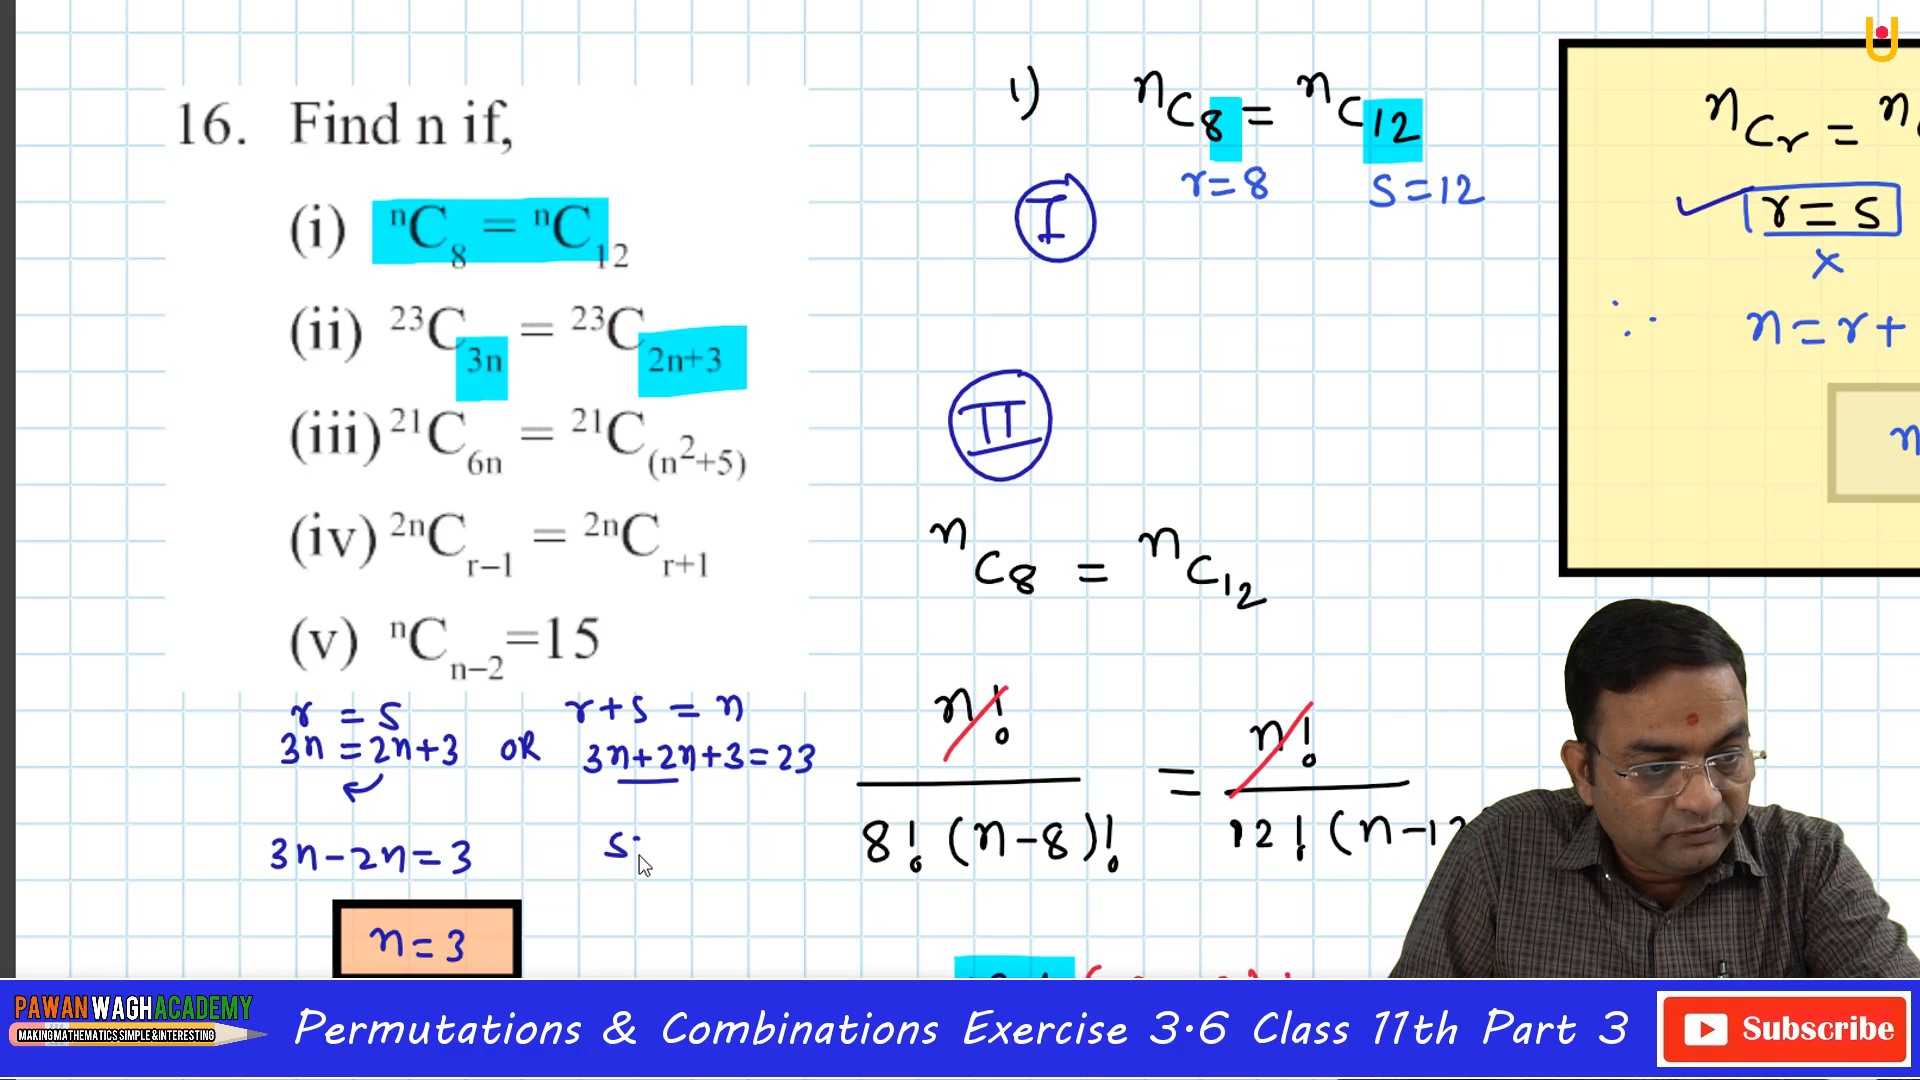 16. Find n if,
(i) ⁿC₈ = ⁿC₁₂
(ii) ²³C₃ₙ = ²³C₂ₙ₊₃
(iii) ²¹C₆ₙ = ²¹C₍ₙ²₊₅₎
(iv) ²ⁿCᵣ₋₁ = ²ⁿCᵣ₊₁
(v) ⁿCₙ₋₂=15
r = s
r+s = n
3n = 2n+3 OR 3n+2n+3=23
3n-2n=3
n=3
1) ⁿC₈ = ⁿC₁₂
r=8 s=12
I
II
ⁿC₈ = ⁿC₁₂
n! = n!
8!(n-8)! 12!(n-12
ⁿCᵣ = n
r=s
x
∴ n=r+
n
PAWAN WAGH ACADEMY
MAKING MATHEMATICS SIMPLE & INTERESTING
Permutations & Combinations Exercise 3.6 Class 11th Part 3
Subscribe